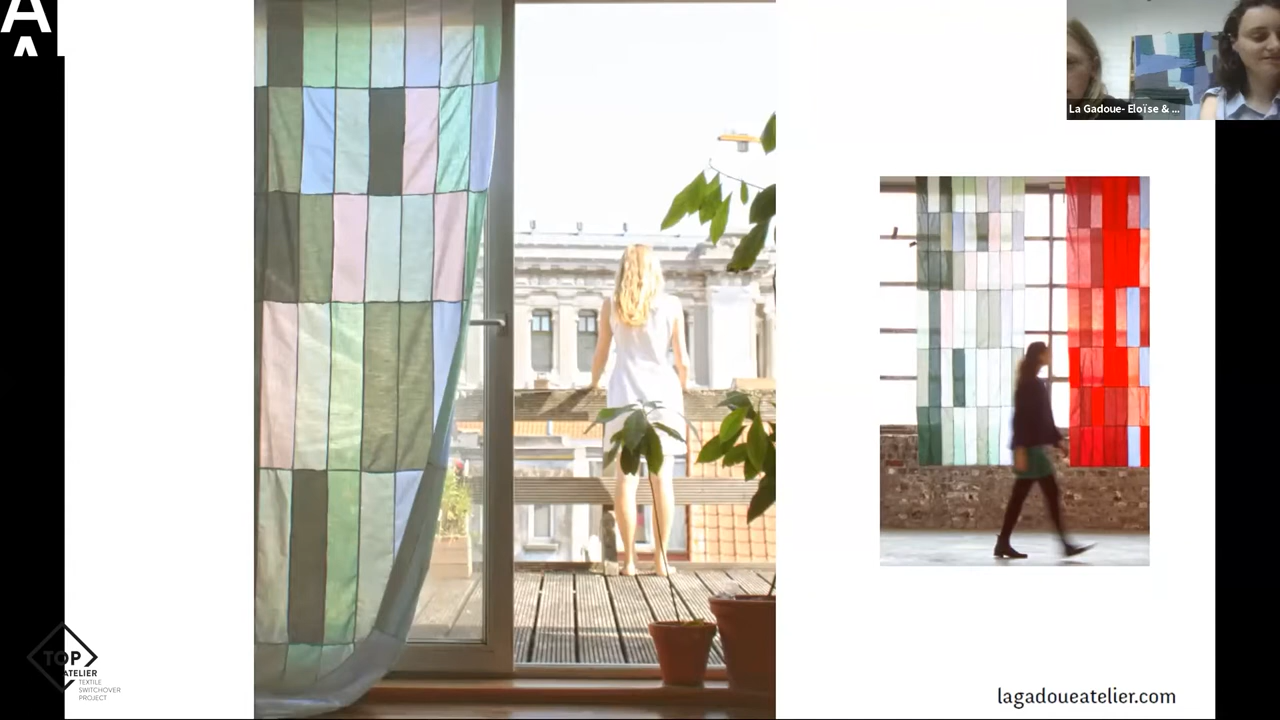 A
La Gadoue- Eloïse & ...
TOP
ATELIER
TEXTILE
SWITCHOVER
PROJECT
lagadoueatelier.com